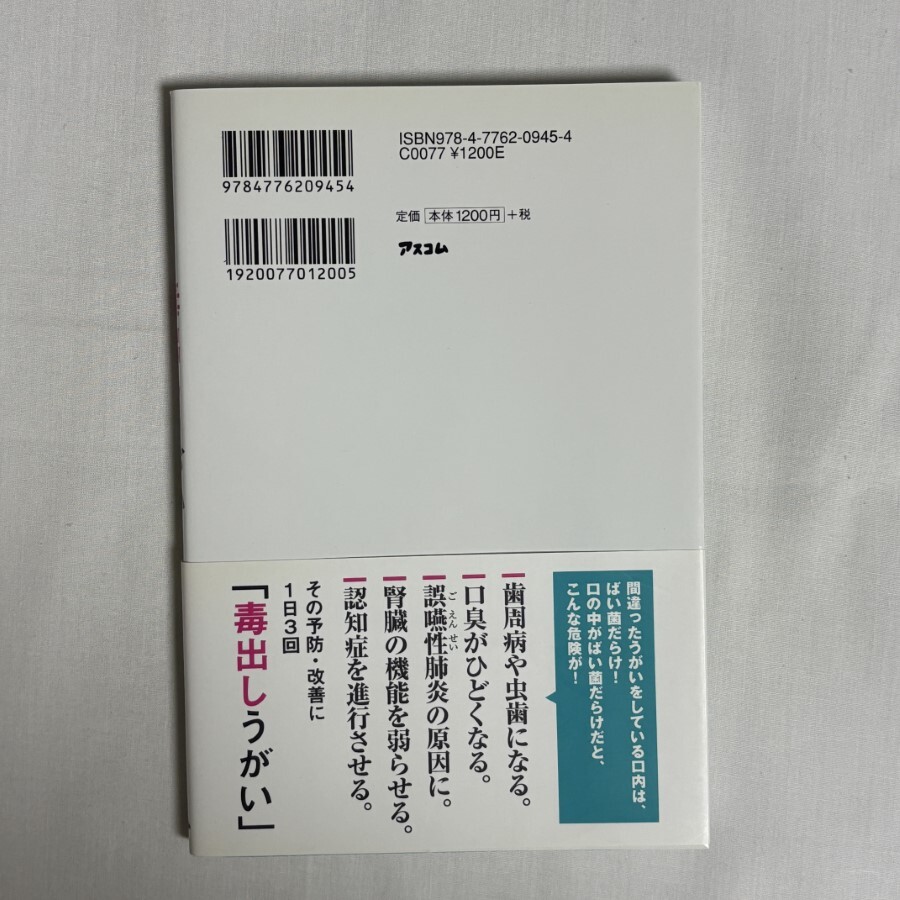 ISBN978-4-7762-0945-4
C0077 ¥1200E
9784776209454
定価 本体1200円 +税
アスコム
1920077012005
間違ったうがいをしている口内は、
ばい菌だらけ!
口の中がばい菌だらけだと、
こんな危険が!
歯周病や虫歯になる。
口臭がひどくなる。
誤嚥性肺炎の原因に。
ごえんせい
腎臓の機能を弱らせる。
認知症を進行させる。
その予防・改善に
1日3回
「毒出しうがい」